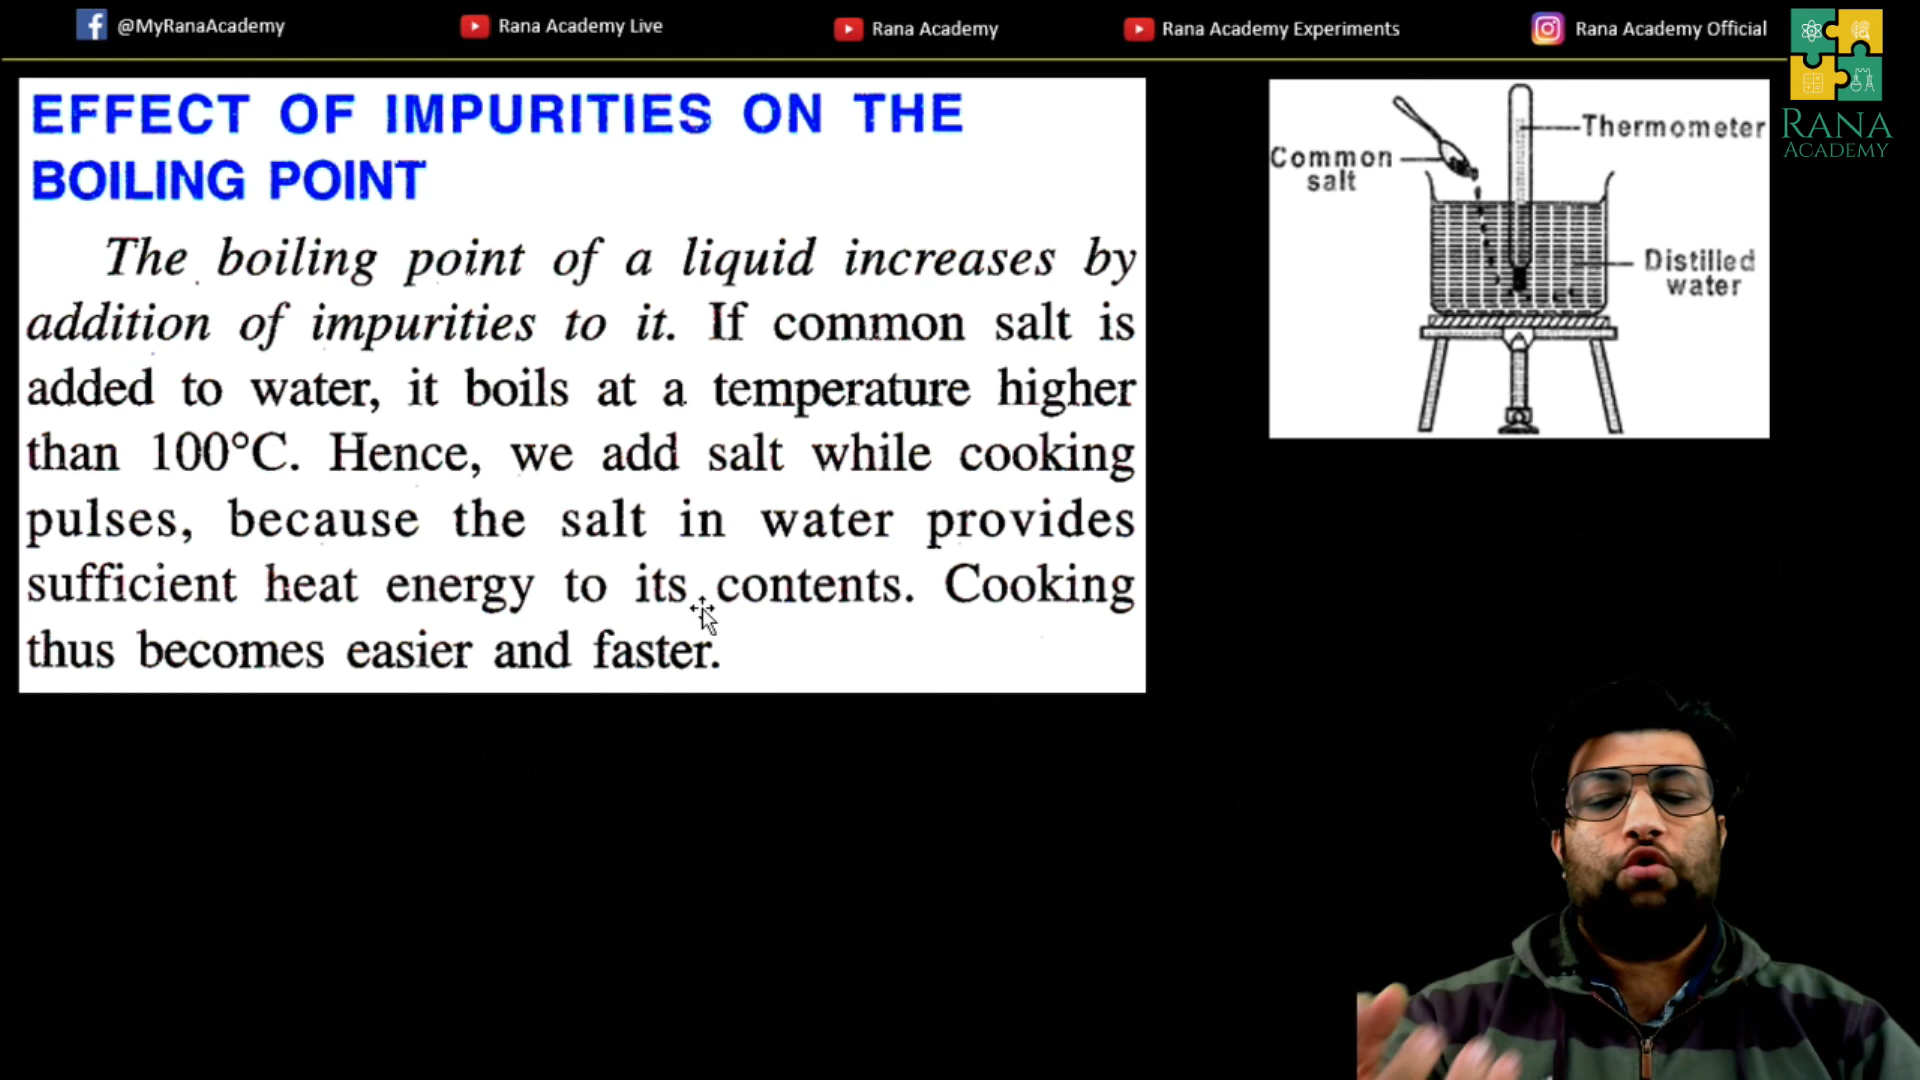 @MyRanaAcademy
Rana Academy Live
Rana Academy
Rana Academy Experiments
Rana Academy Official
RANA
ACADEMY
EFFECT OF IMPURITIES ON THE
BOILING POINT
The boiling point of a liquid increases by
addition of impurities to it. If common salt is
added to water, it boils at a temperature higher
than 100°C. Hence, we add salt while cooking
pulses, because the salt in water provides
sufficient heat energy to its contents. Cooking
thus becomes easier and faster.
Thermometer
Common
salt
Distilled
water